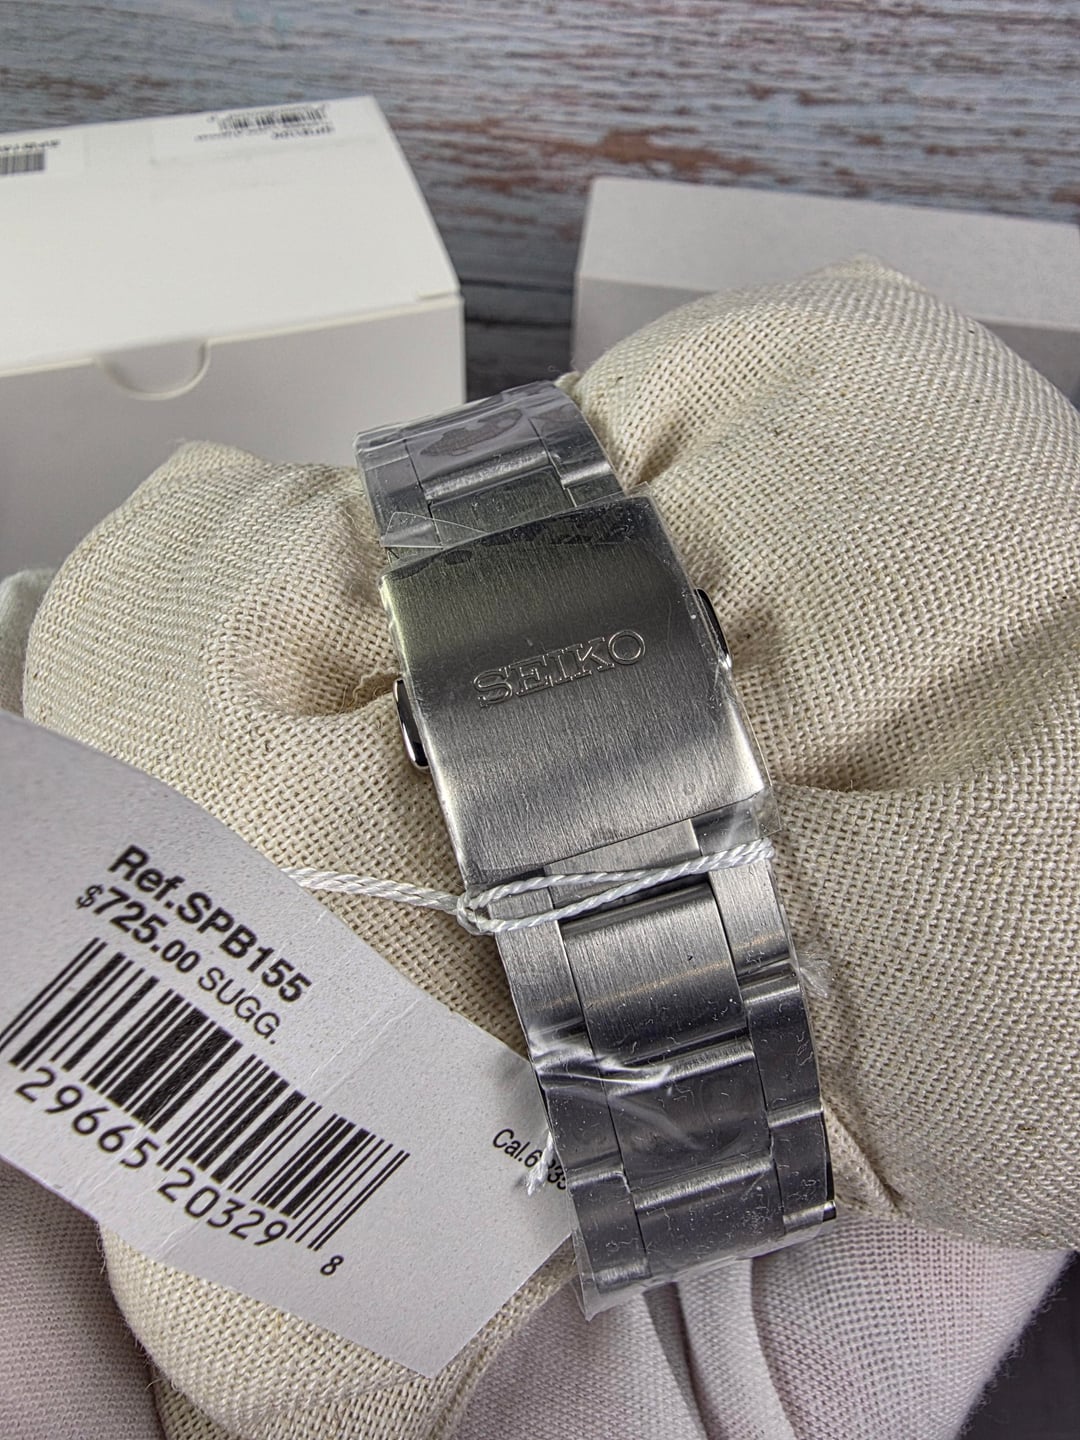 SEIKO
Ref.SPB155
$725.00 SUGG.
29665 20329 8